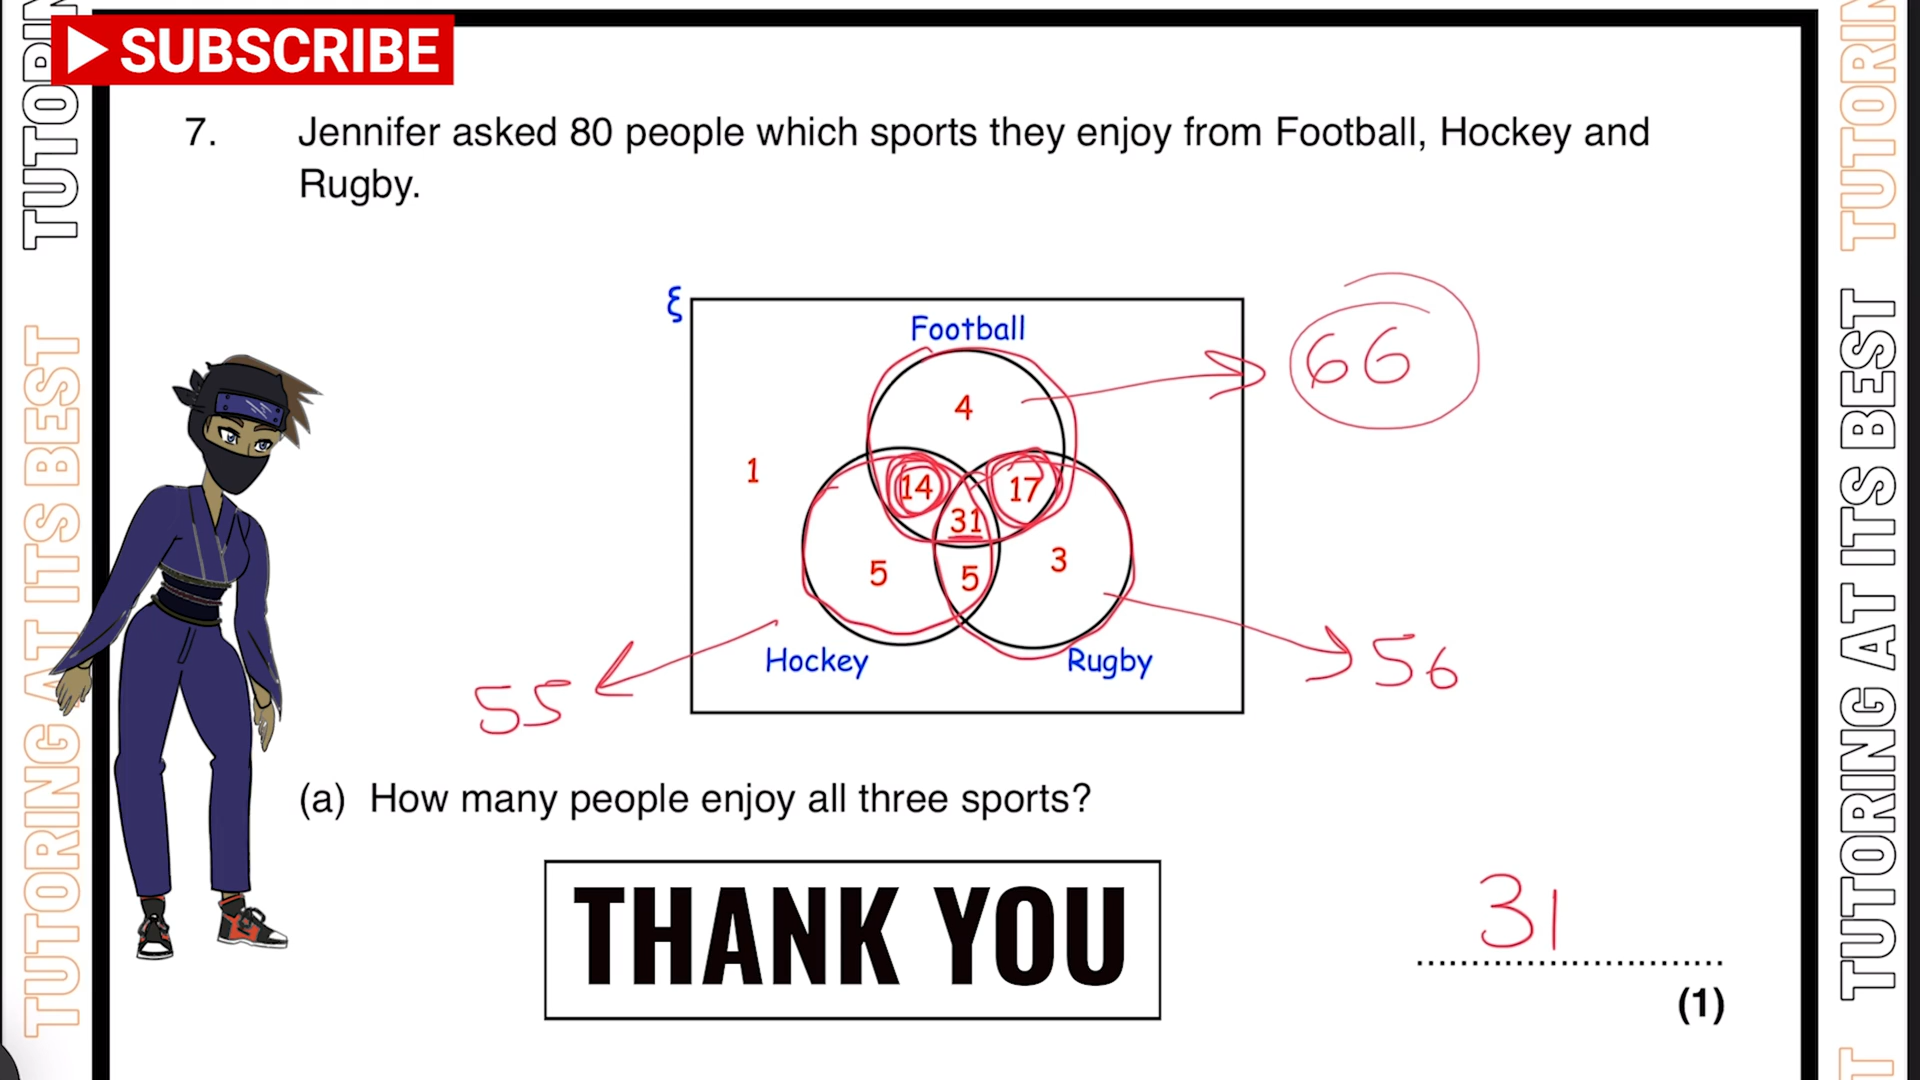 SUBSCRIBE
7. Jennifer asked 80 people which sports they enjoy from Football, Hockey and
Rugby.
ξ
Football
66
4
1
14
17
31
5
5
3
Hockey
Rugby
55
56
(a) How many people enjoy all three sports?
THANK YOU
31
(1)
TUTORING AT ITS BEST
TUTORIN
TUTORING AT ITS BEST
TUTORIN